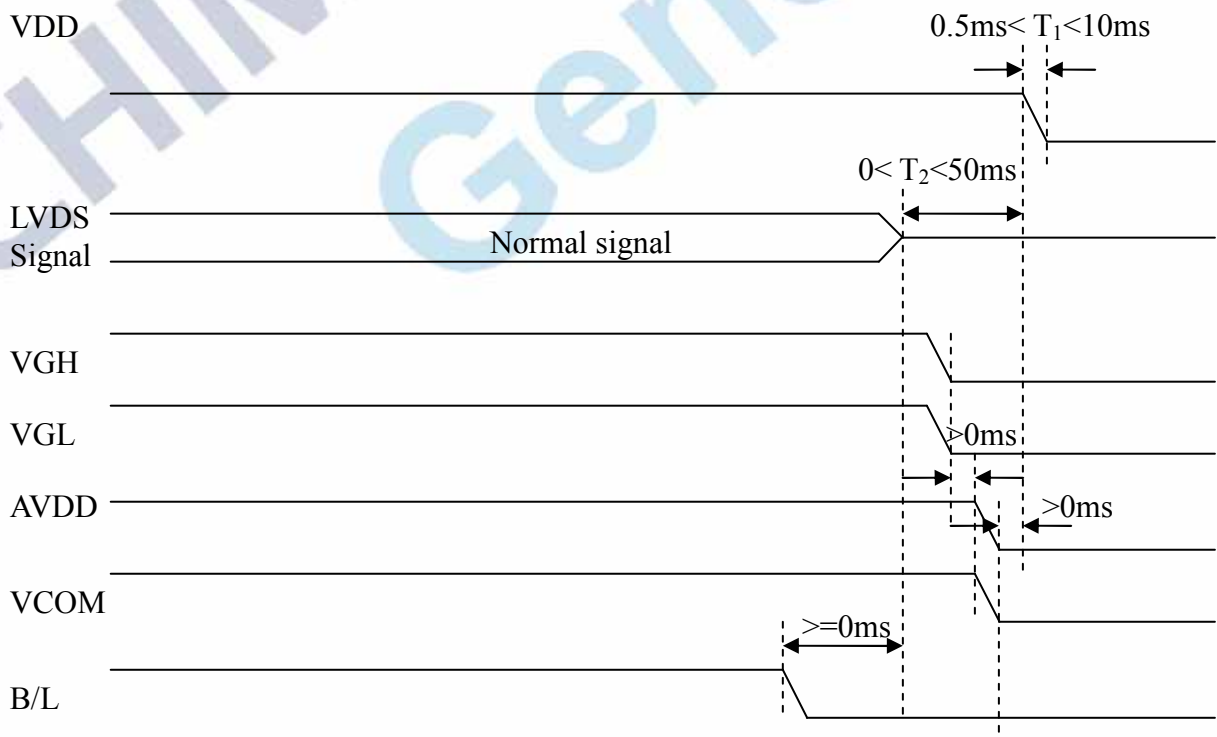 VDD
0.5ms< T₁<10ms
0< T₂<50ms
LVDS
Signal
Normal signal
VGH
VGL
>0ms
AVDD
>0ms
VCOM
>=0ms
B/L